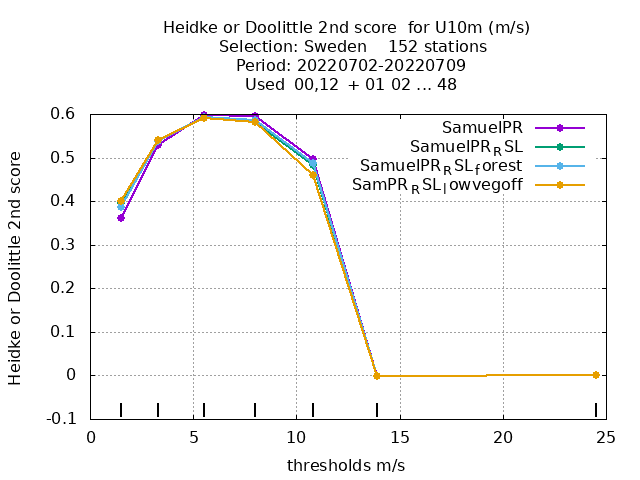 Heidke or Doolittle 2nd score  for U10m (m/s)
Selection: Sweden    152 stations
Period: 20220702-20220709
Used  00,12  + 01 02 ... 48
SamuelPR
SamuelPR_RSL
SamuelPR_RSL_forest
SamPR_RSL_lowvegoff
Heidke or Doolittle 2nd score
0.6
0.5
0.4
0.3
0.2
0.1
0
-0.1
0 5 10 15 20 25
thresholds m/s